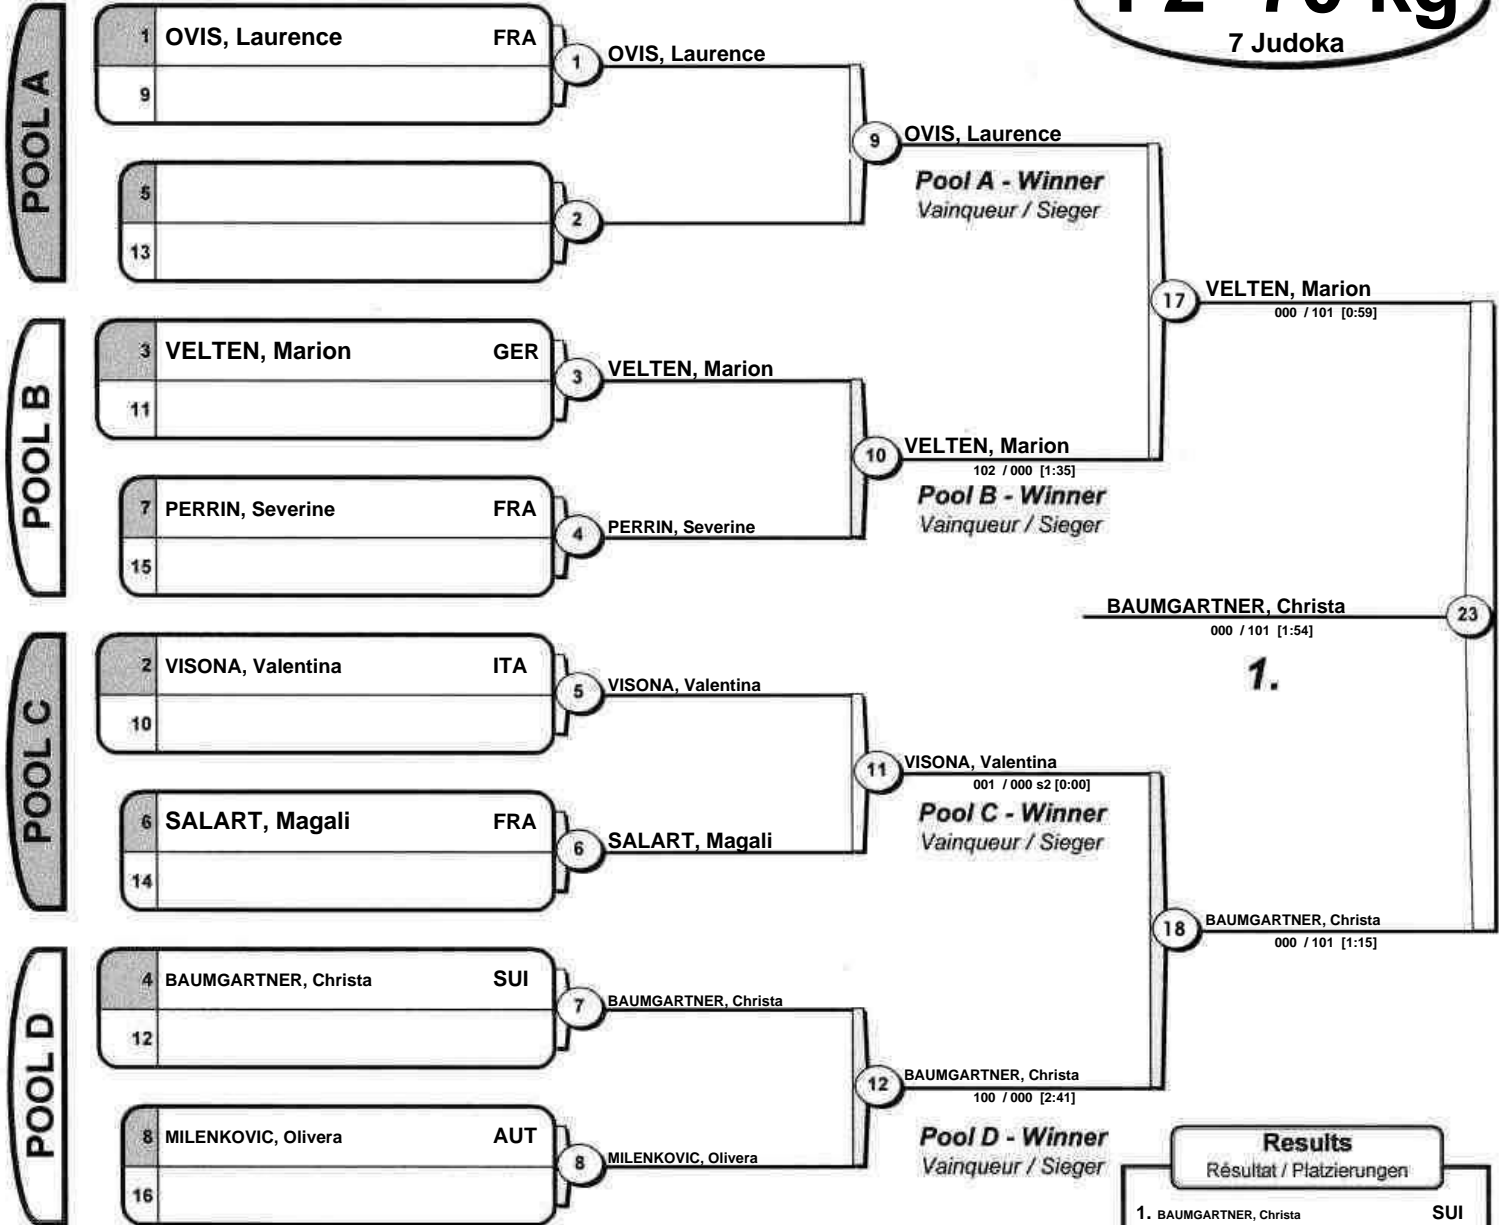 7 Judoka
POOL A
1 OVIS, Laurence FRA
9
1 OVIS, Laurence
5
13
2
9 OVIS, Laurence
Pool A - Winner
Vainqueur / Sieger
POOL B
3 VELTEN, Marion GER
11
3 VELTEN, Marion
7 PERRIN, Severine FRA
15
4 PERRIN, Severine
10 VELTEN, Marion
102 / 000 [1:35]
Pool B - Winner
Vainqueur / Sieger
17 VELTEN, Marion
000 / 101 [0:59]
BAUMGARTNER, Christa 23
000 / 101 [1:54]
1.
POOL C
2 VISONA, Valentina ITA
10
5 VISONA, Valentina
6 SALART, Magali FRA
14
6 SALART, Magali
11 VISONA, Valentina
001 / 000 s2 [0:00]
Pool C - Winner
Vainqueur / Sieger
18 BAUMGARTNER, Christa
000 / 101 [1:15]
POOL D
4 BAUMGARTNER, Christa SUI
12
7 BAUMGARTNER, Christa
8 MILENKOVIC, Olivera AUT
16
8 MILENKOVIC, Olivera
12 BAUMGARTNER, Christa
100 / 000 [2:41]
Pool D - Winner
Vainqueur / Sieger
Results
Résultat / Platzierungen
1. BAUMGARTNER, Christa SUI